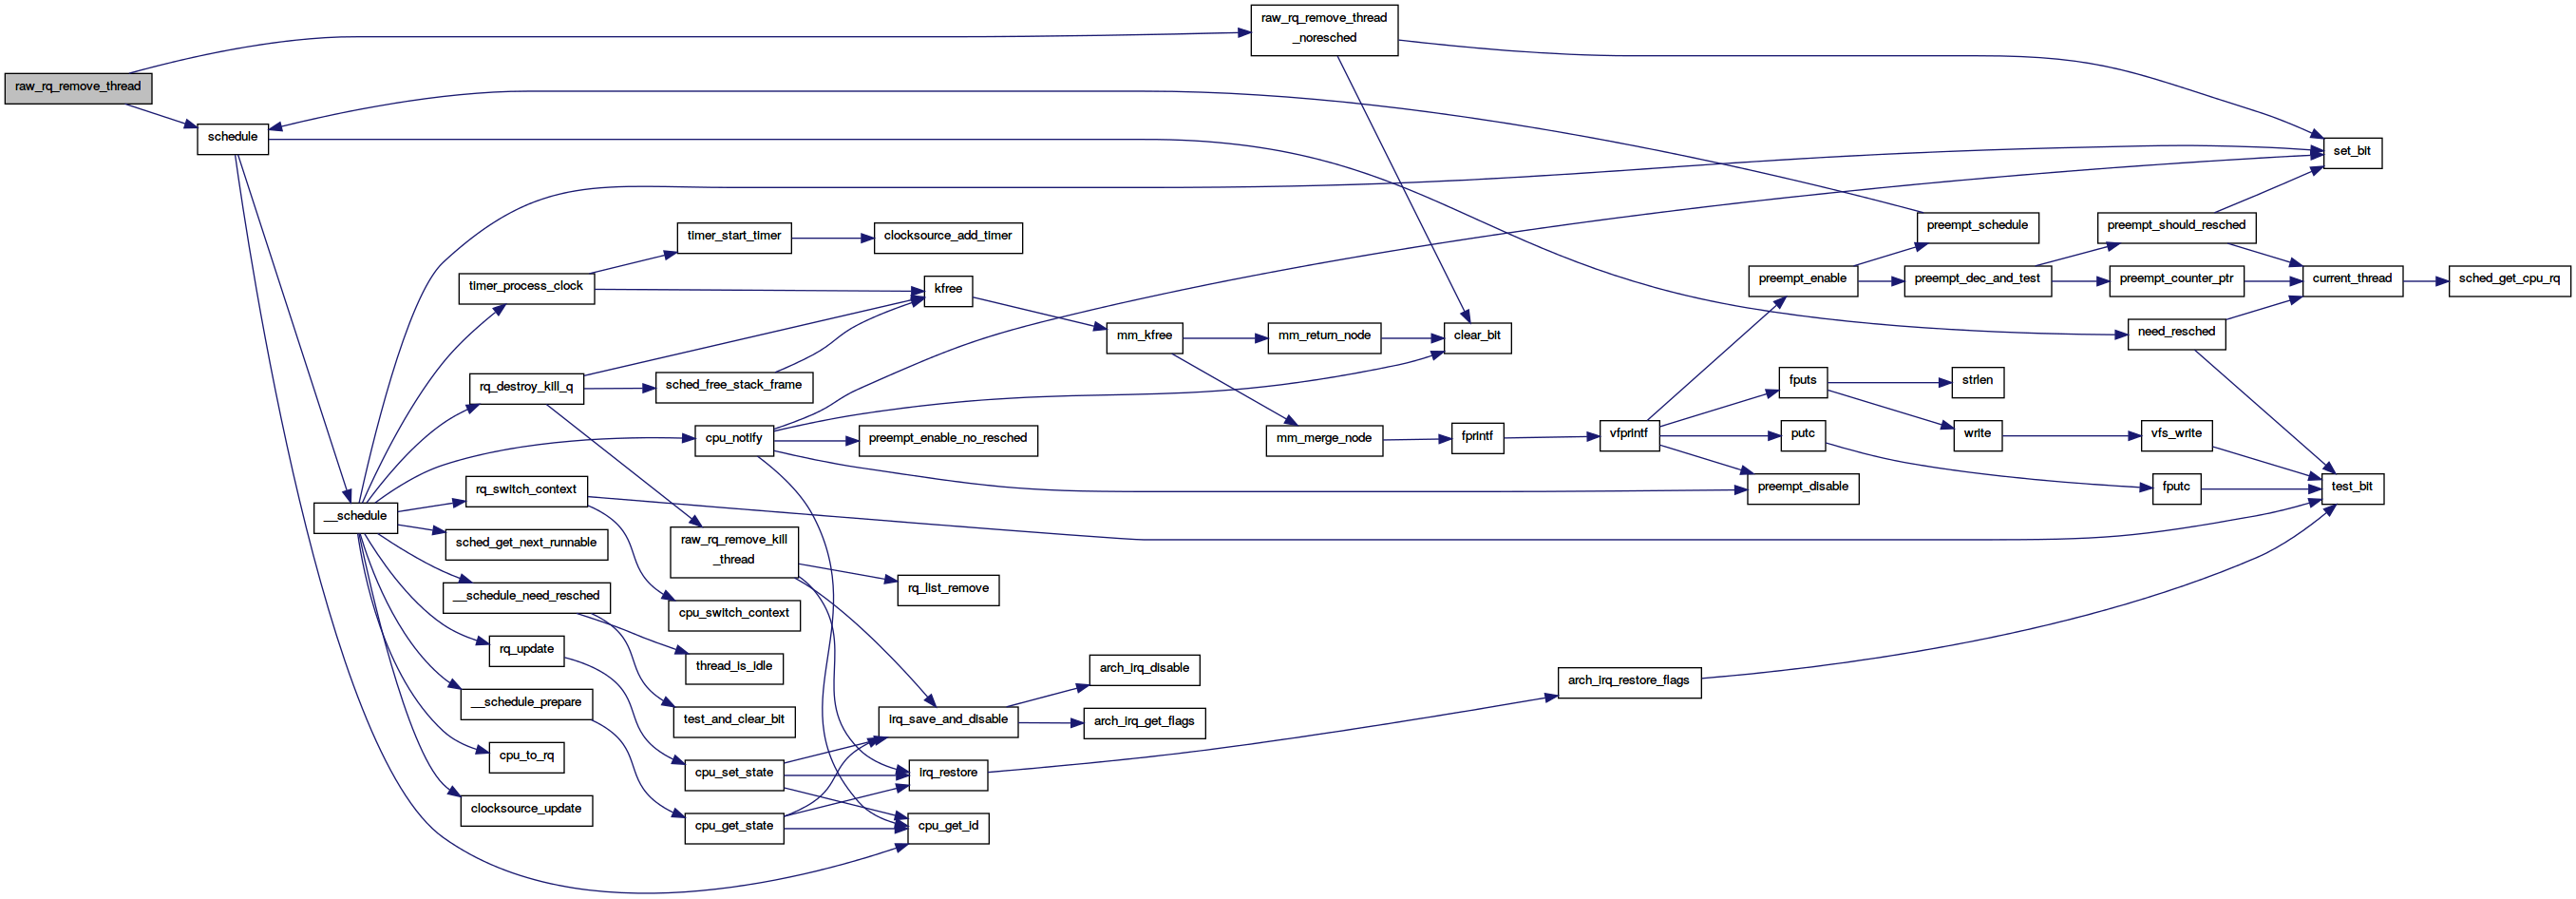 raw_rq_remove_thread
_noresched
raw_rq_remove_thread
schedule
set_bit
preempt_schedule
preempt_should_resched
timer_start_timer
clocksource_add_timer
timer_process_clock
kfree
preempt_enable
preempt_dec_and_test
preempt_counter_ptr
current_thread
sched_get_cpu_rq
mm_kfree
mm_return_node
clear_bit
need_resched
rq_destroy_kill_q
sched_free_stack_frame
fputs
strlen
cpu_notify
preempt_enable_no_resched
mm_merge_node
fprintf
vfprintf
putc
write
vfs_write
rq_switch_context
preempt_disable
fputc
test_bit
__schedule
sched_get_next_runnable
raw_rq_remove_kill
_thread
__schedule_need_resched
rq_list_remove
cpu_switch_context
rq_update
thread_is_idle
arch_irq_disable
arch_irq_restore_flags
__schedule_prepare
test_and_clear_bit
irq_save_and_disable
arch_irq_get_flags
cpu_to_rq
cpu_set_state
irq_restore
clocksource_update
cpu_get_state
cpu_get_id